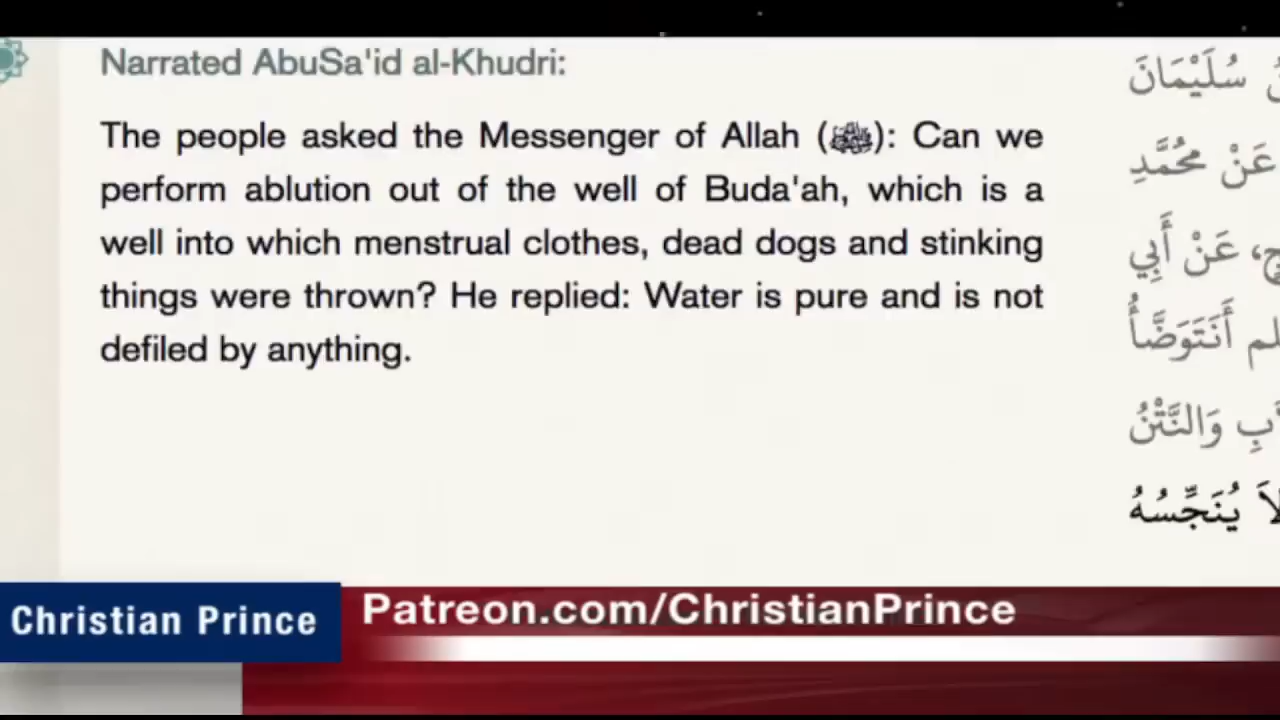 Narrated AbuSa'id al-Khudri:
The people asked the Messenger of Allah (ﷺ): Can we
perform ablution out of the well of Buda'ah, which is a
well into which menstrual clothes, dead dogs and stinking
things were thrown? He replied: Water is pure and is not
defiled by anything.
سُلَيْمَانَ
عَنْ مُحَمَّدِ
عَنْ أَبِي
أَنَتَوَضَّأُ
وَالنَّتْنُ
يُنَجِّسُهُ
Christian Prince
Patreon.com/ChristianPrince